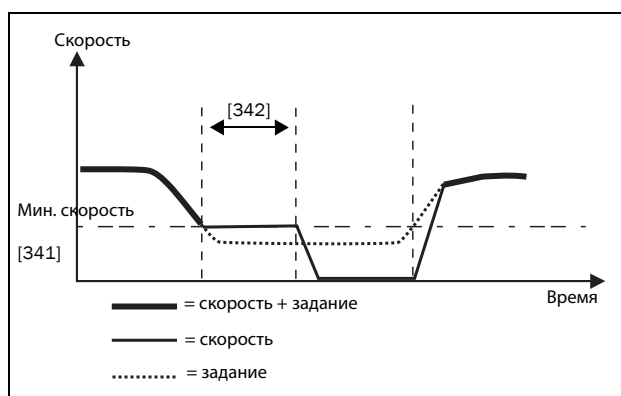 Скорость
[342]
Мин. скорость
[341]
Время
= скорость + задание
= скорость
= задание